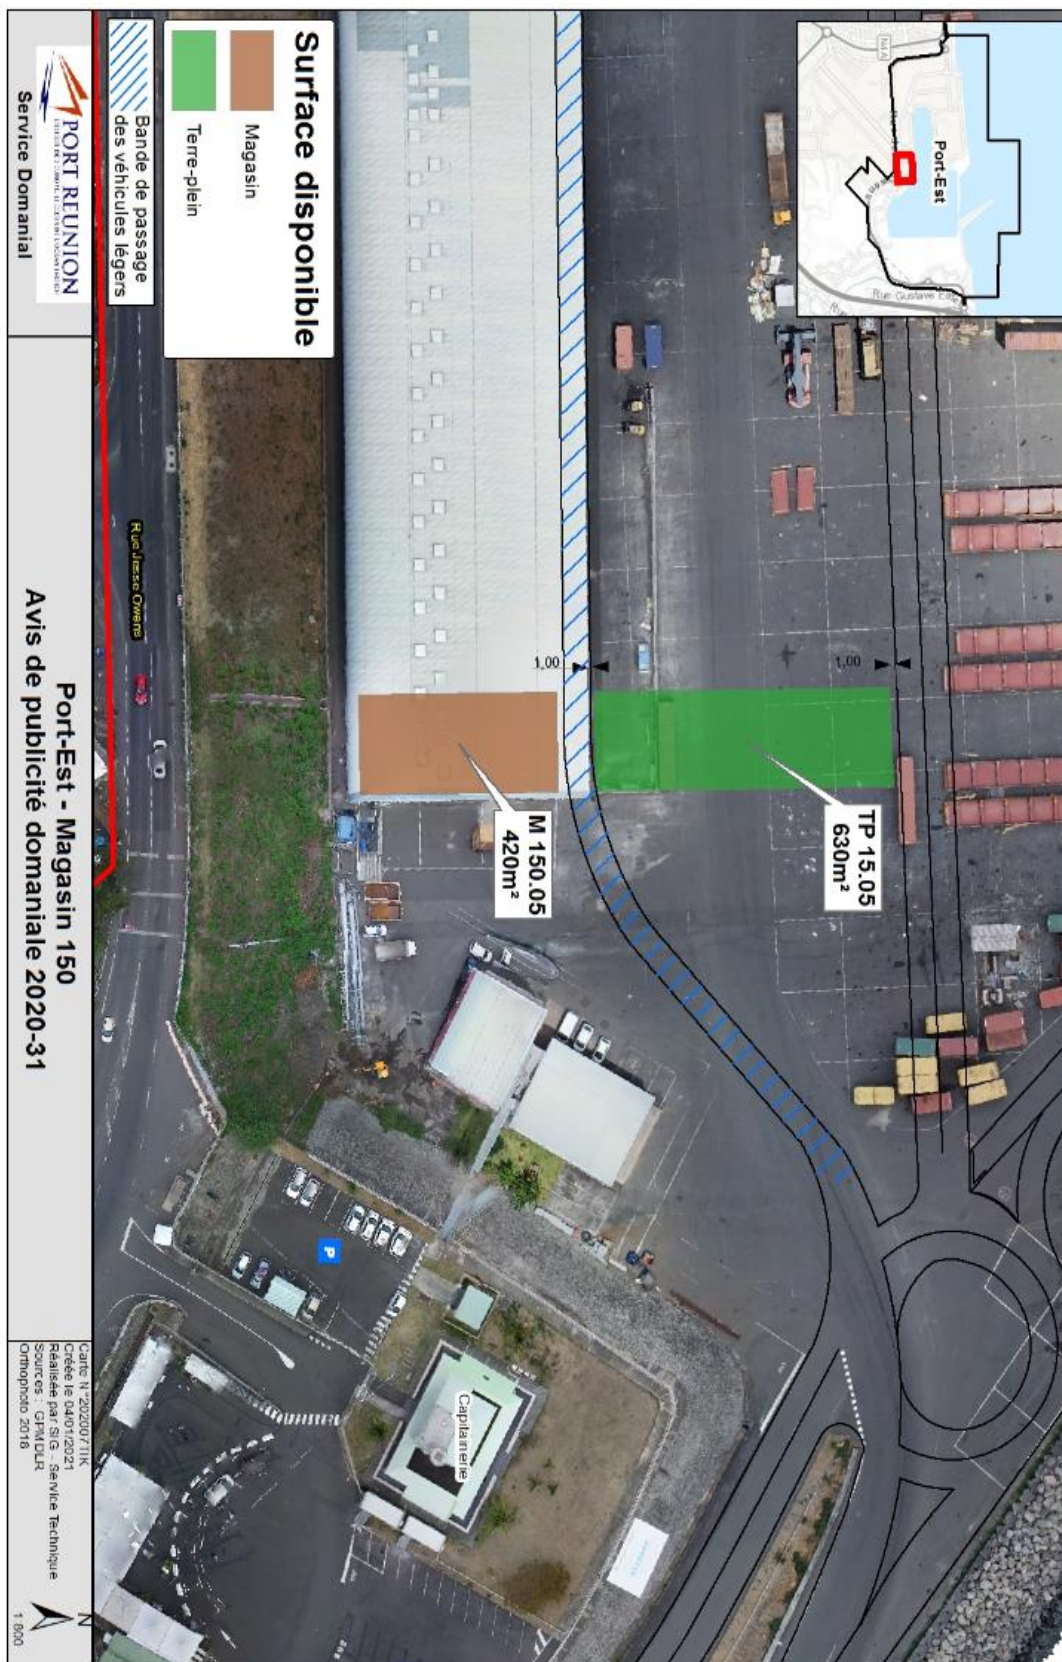 Port-Est
Rue Gustave Eiffel
N4A
Surface disponible
Magasin
Terre-plein
Bande de passage
des véhicules légers
1,00
1,00
TP 15.05
630m²
M 150.05
420m²
Rue Jesse Owens
P
Capitainerie
PORT REUNION
Service Domanial
Port-Est - Magasin 150
Avis de publicité domaniale 2020-31
Créée le 04/01/2021
Réalisée par SIG - Service Technique
Sources : GPMDLR
Orthophoto 2018
N
1:800